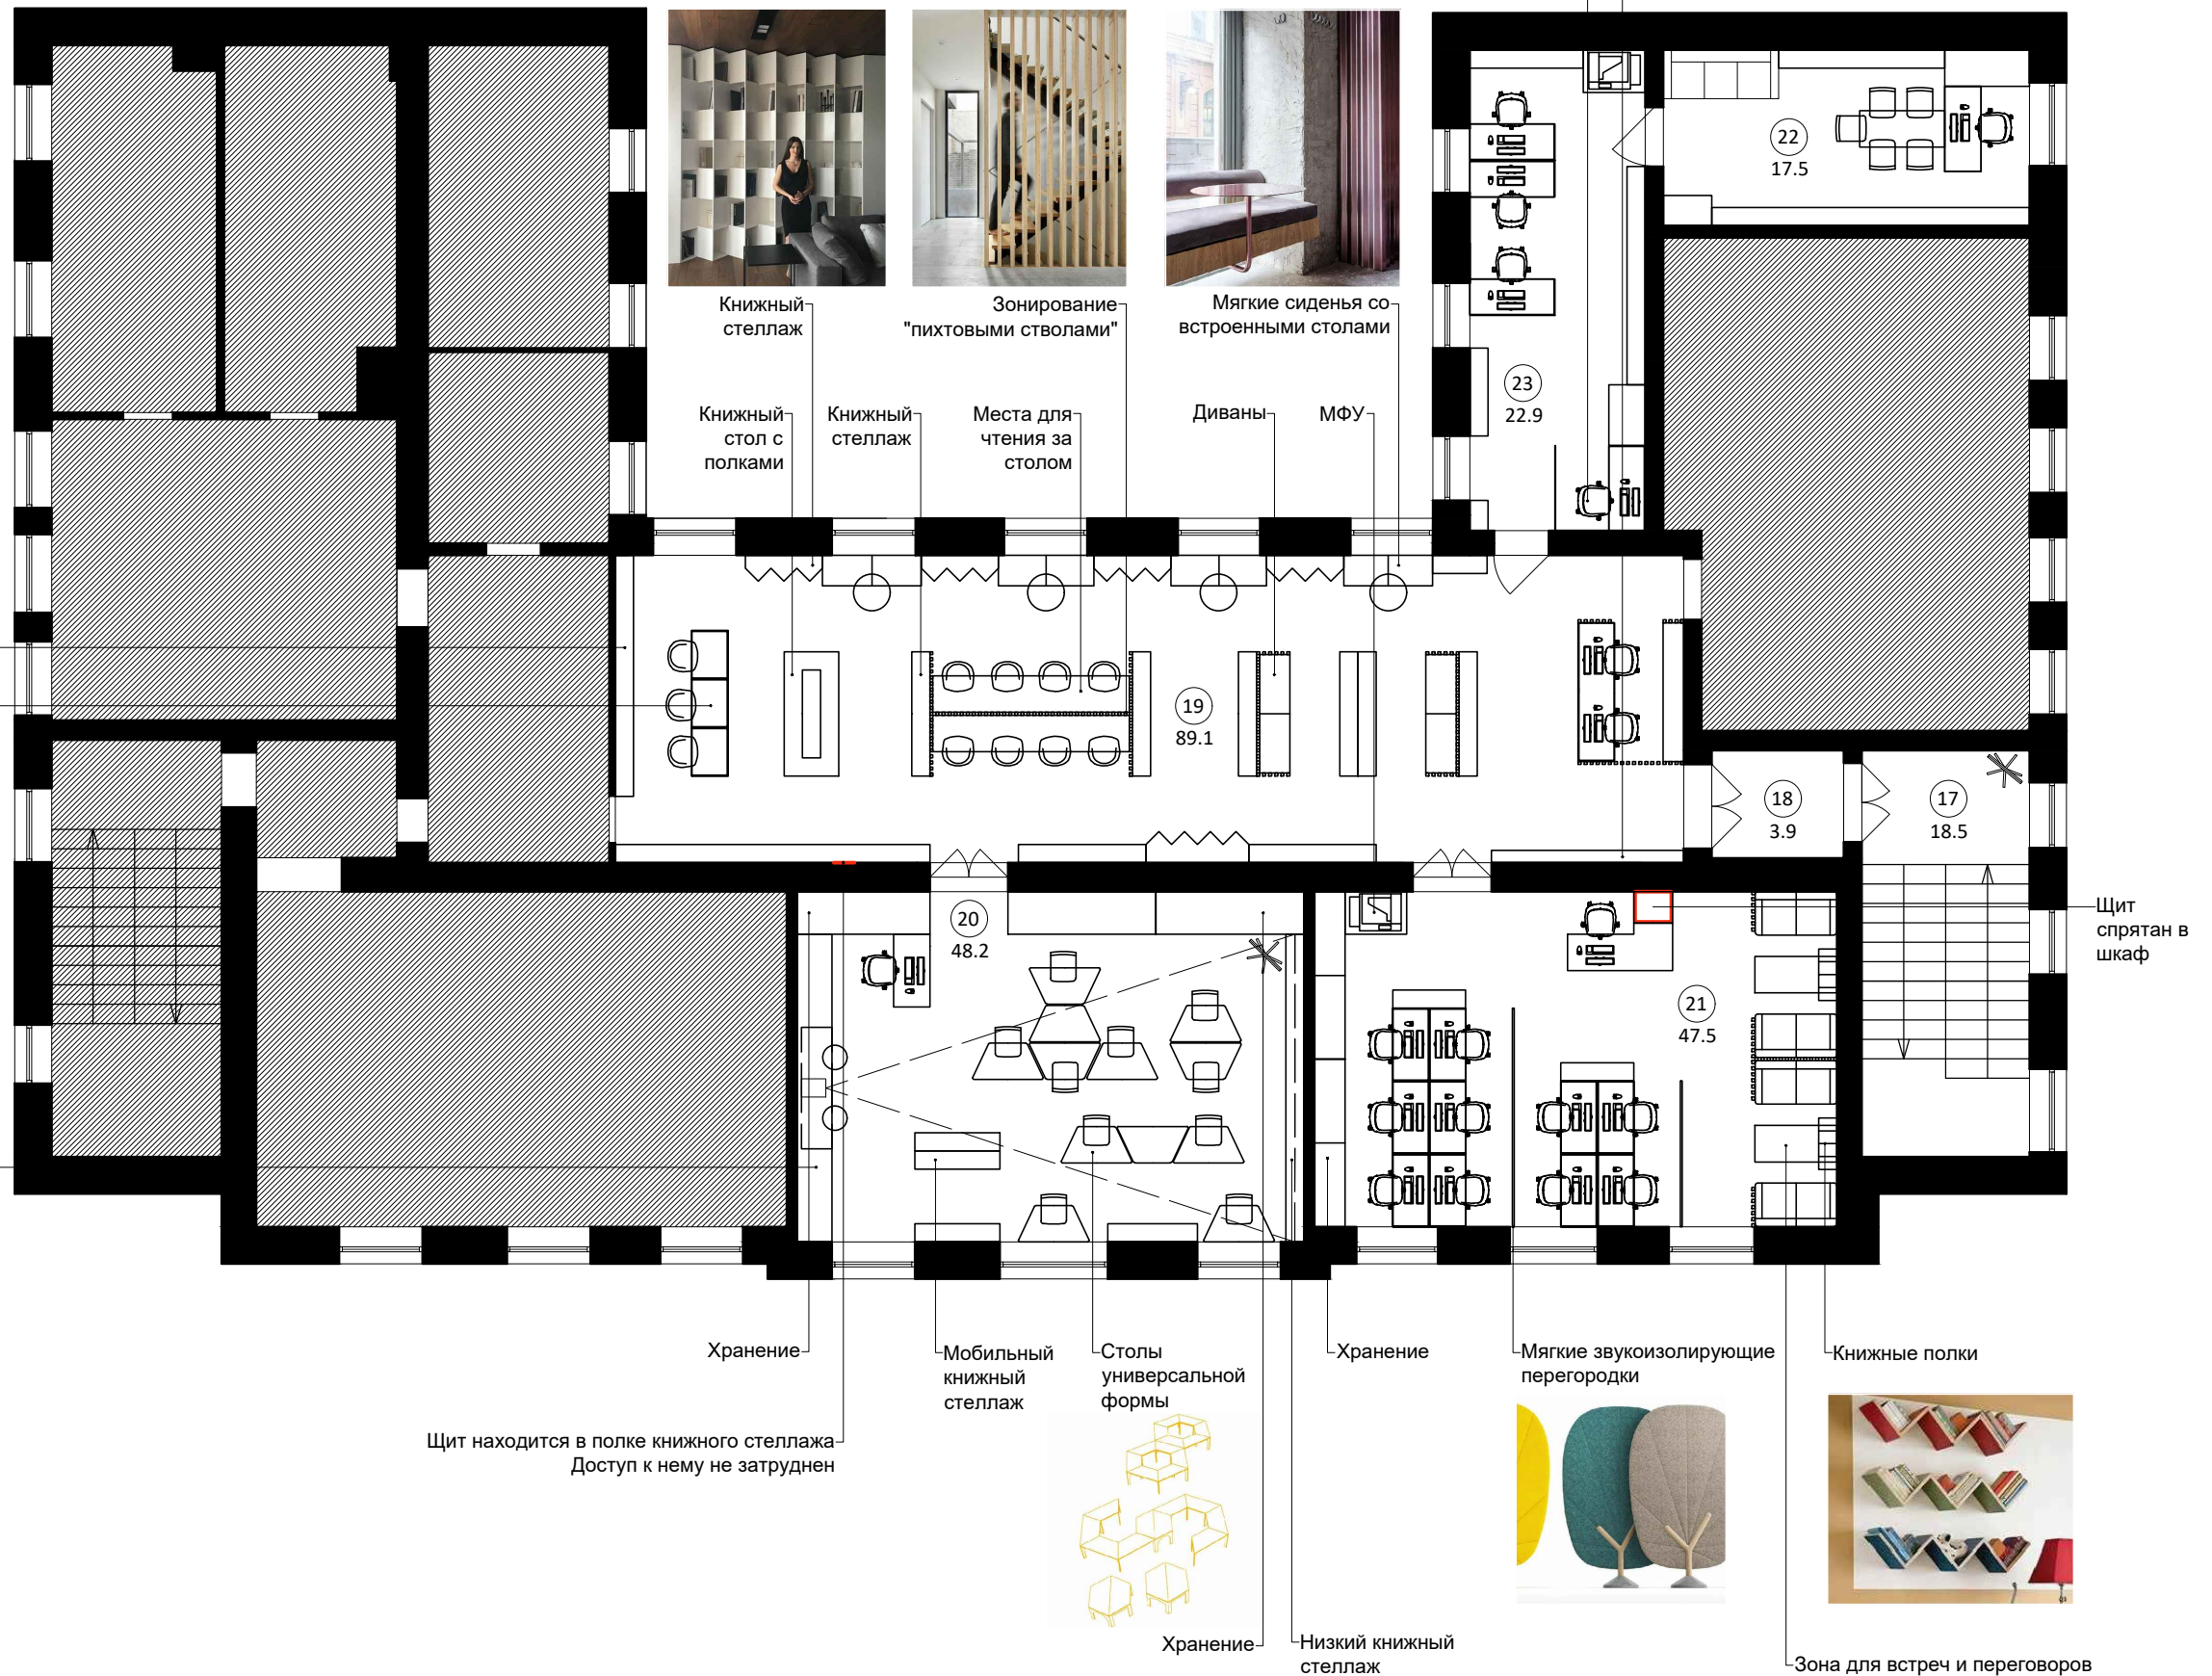 22
17.5
Книжный
стеллаж
Зонирование
"пихтовыми стволами"
Мягкие сиденья со
встроенными столами
23
22.9
Книжный
стол с
полками
Книжный
стеллаж
Места для
чтения за
столом
Диваны
МФУ
19
89.1
18
3.9
17
18.5
20
48.2
Щит
спрятан в
шкаф
21
47.5
Хранение
Мобильный
книжный
стеллаж
Столы
универсальной
формы
Хранение
Мягкие звукоизолирующие
перегородки
Книжные полки
Щит находится в полке книжного стеллажа
Доступ к нему не затруднен
Хранение
Низкий книжный
стеллаж
Зона для встреч и переговоров